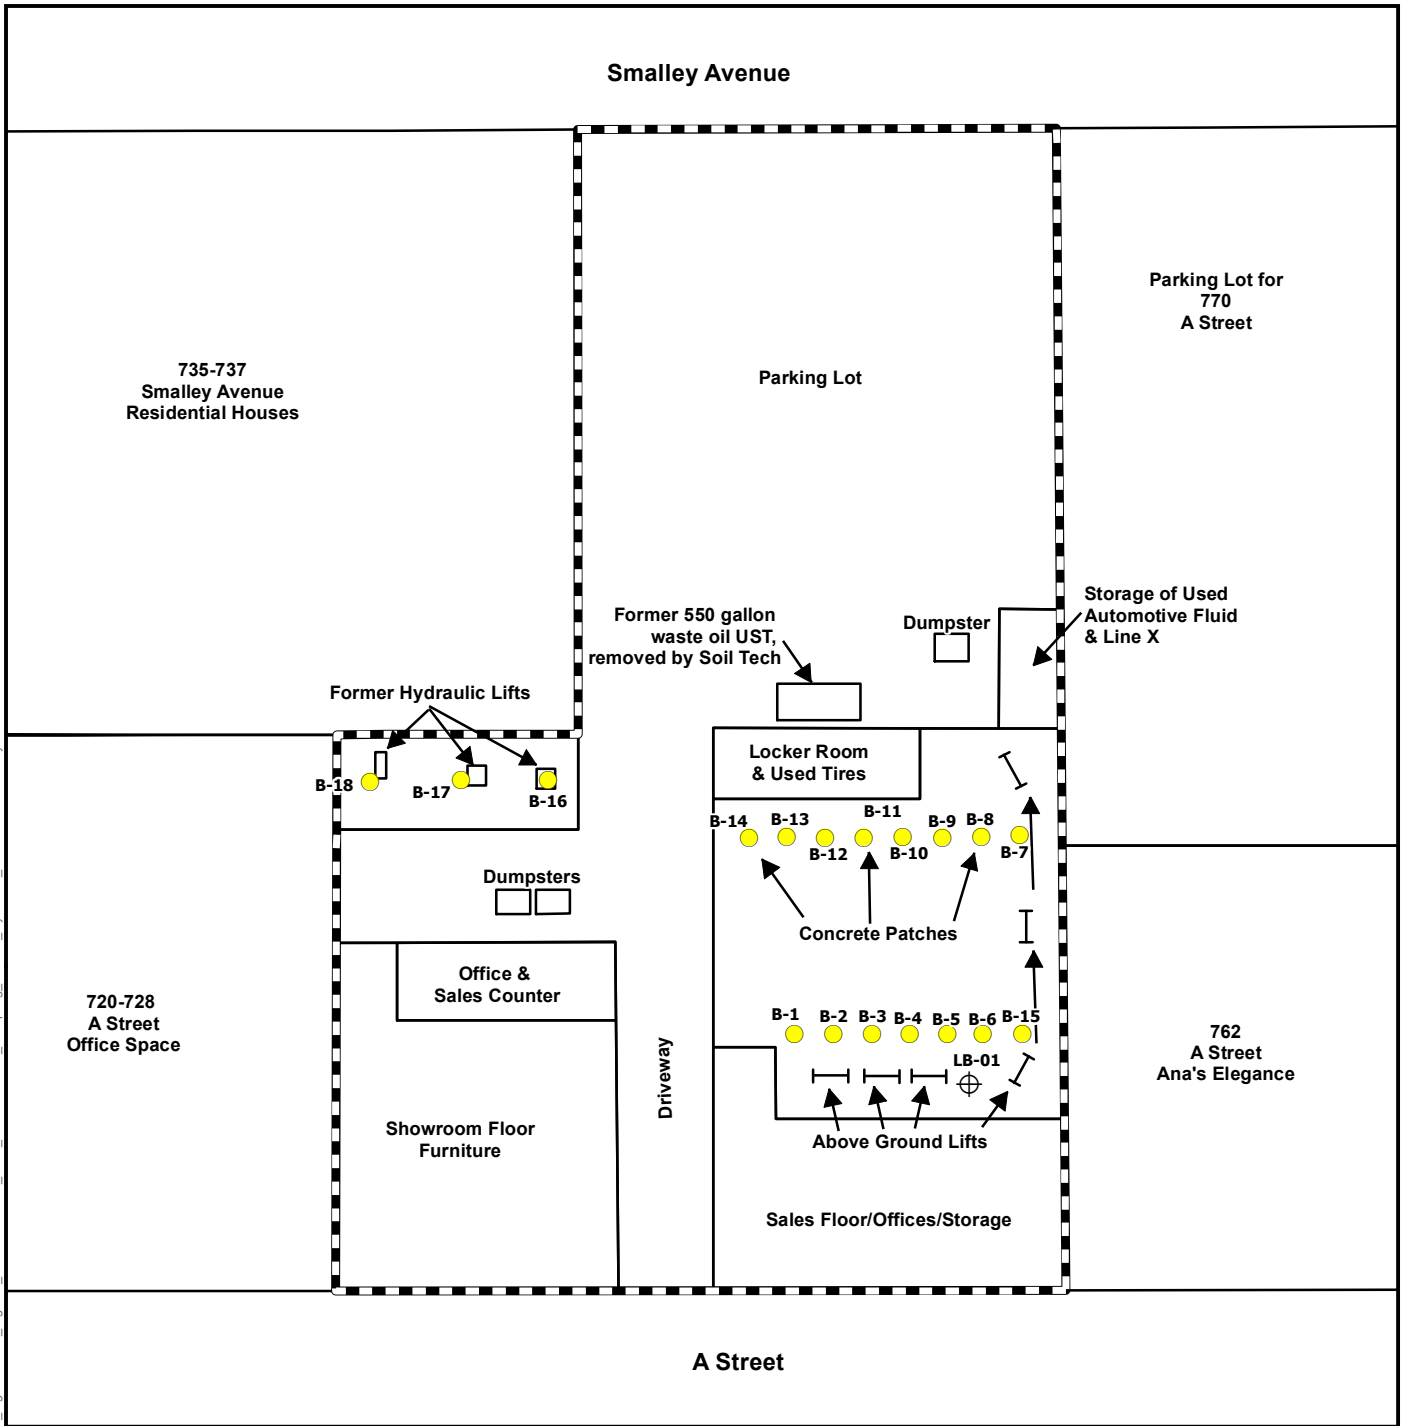 Smalley Avenue
Parking Lot for
770
A Street
735-737
Smalley Avenue
Residential Houses
Parking Lot
Storage of Used
Automotive Fluid
& Line X
Former 550 gallon
waste oil UST,
removed by Soil Tech
Dumpster
Former Hydraulic Lifts
Locker Room
& Used Tires
B-18
B-17
B-16
B-14
B-13
B-12
B-11
B-10
B-9
B-8
B-7
Dumpsters
Concrete Patches
Office &
Sales Counter
720-728
A Street
Office Space
B-1
B-2
B-3
B-4
B-5
B-6
B-15
LB-01
762
A Street
Ana's Elegance
Driveway
Showroom Floor
Furniture
Above Ground Lifts
Sales Floor/Offices/Storage
A Street